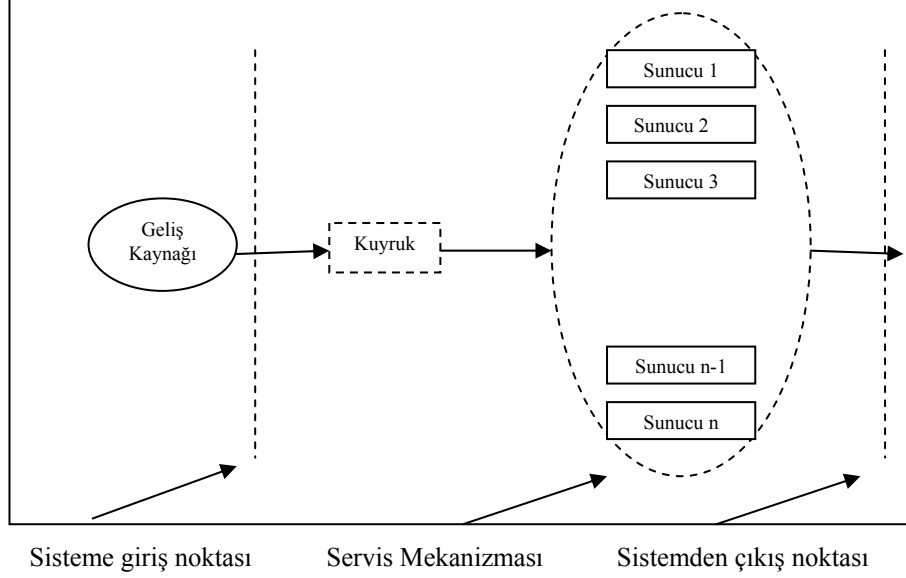 Sunucu 1
Sunucu 2
Sunucu 3
Geliş
Kaynağı
Kuyruk
Sunucu n-1
Sunucu n
Sisteme giriş noktası
Servis Mekanizması
Sistemden çıkış noktası